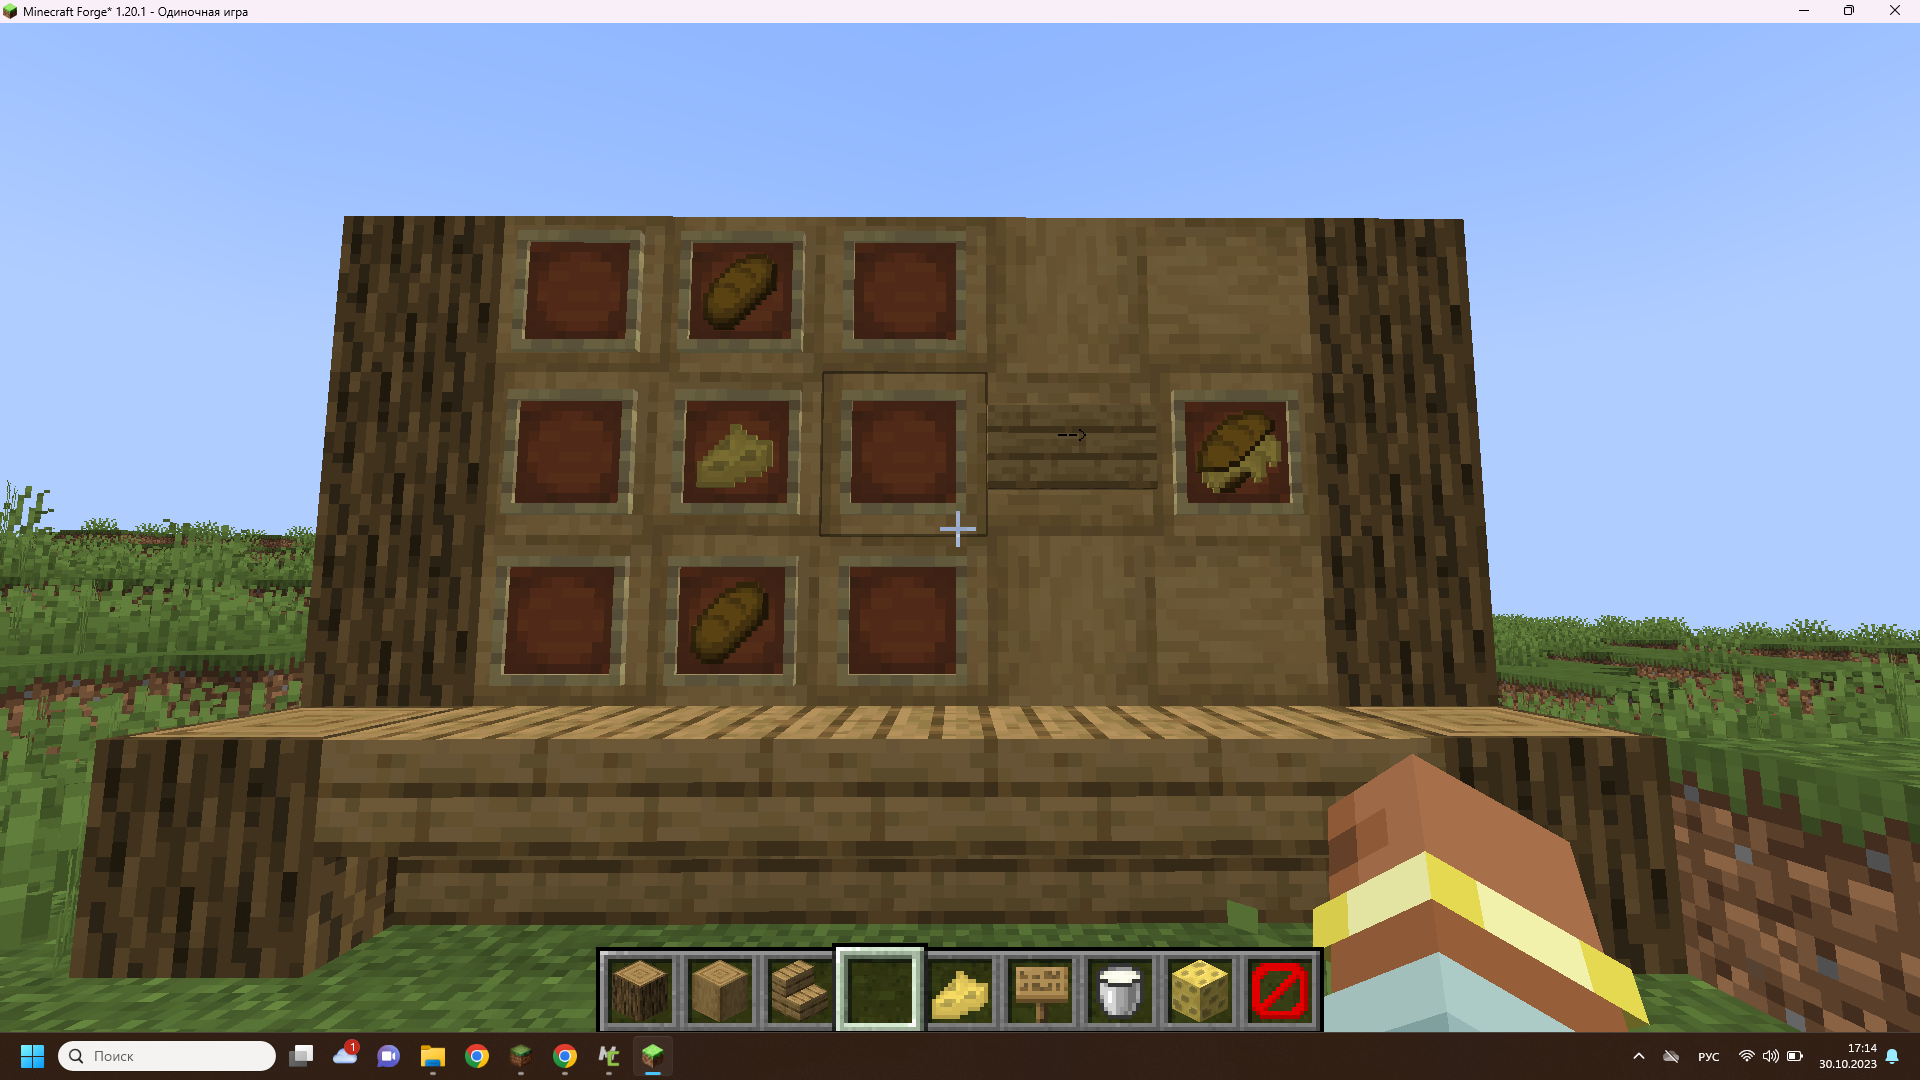 Minecraft Forge* 1.20.1 - Одиночная игра
-->
1
Поиск
РУС
17:14
30.10.2023